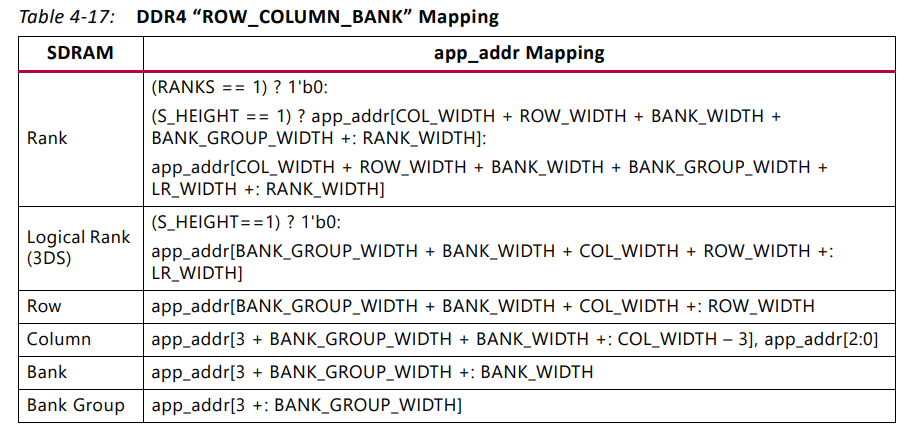 Table 4-17: DDR4 “ROW_COLUMN_BANK” Mapping
SDRAM app_addr Mapping
Rank
(RANKS == 1) ? 1'b0:
(S_HEIGHT == 1) ? app_addr[COL_WIDTH + ROW_WIDTH + BANK_WIDTH +
BANK_GROUP_WIDTH +: RANK_WIDTH]:
app_addr[COL_WIDTH + ROW_WIDTH + BANK_WIDTH + BANK_GROUP_WIDTH +
LR_WIDTH +: RANK_WIDTH]
Logical Rank
(3DS)
(S_HEIGHT==1) ? 1'b0:
app_addr[BANK_GROUP_WIDTH + BANK_WIDTH + COL_WIDTH + ROW_WIDTH +:
LR_WIDTH]
Row app_addr[BANK_GROUP_WIDTH + BANK_WIDTH + COL_WIDTH +: ROW_WIDTH
Column app_addr[3 + BANK_GROUP_WIDTH + BANK_WIDTH +: COL_WIDTH – 3], app_addr[2:0]
Bank app_addr[3 + BANK_GROUP_WIDTH +: BANK_WIDTH
Bank Group app_addr[3 +: BANK_GROUP_WIDTH]